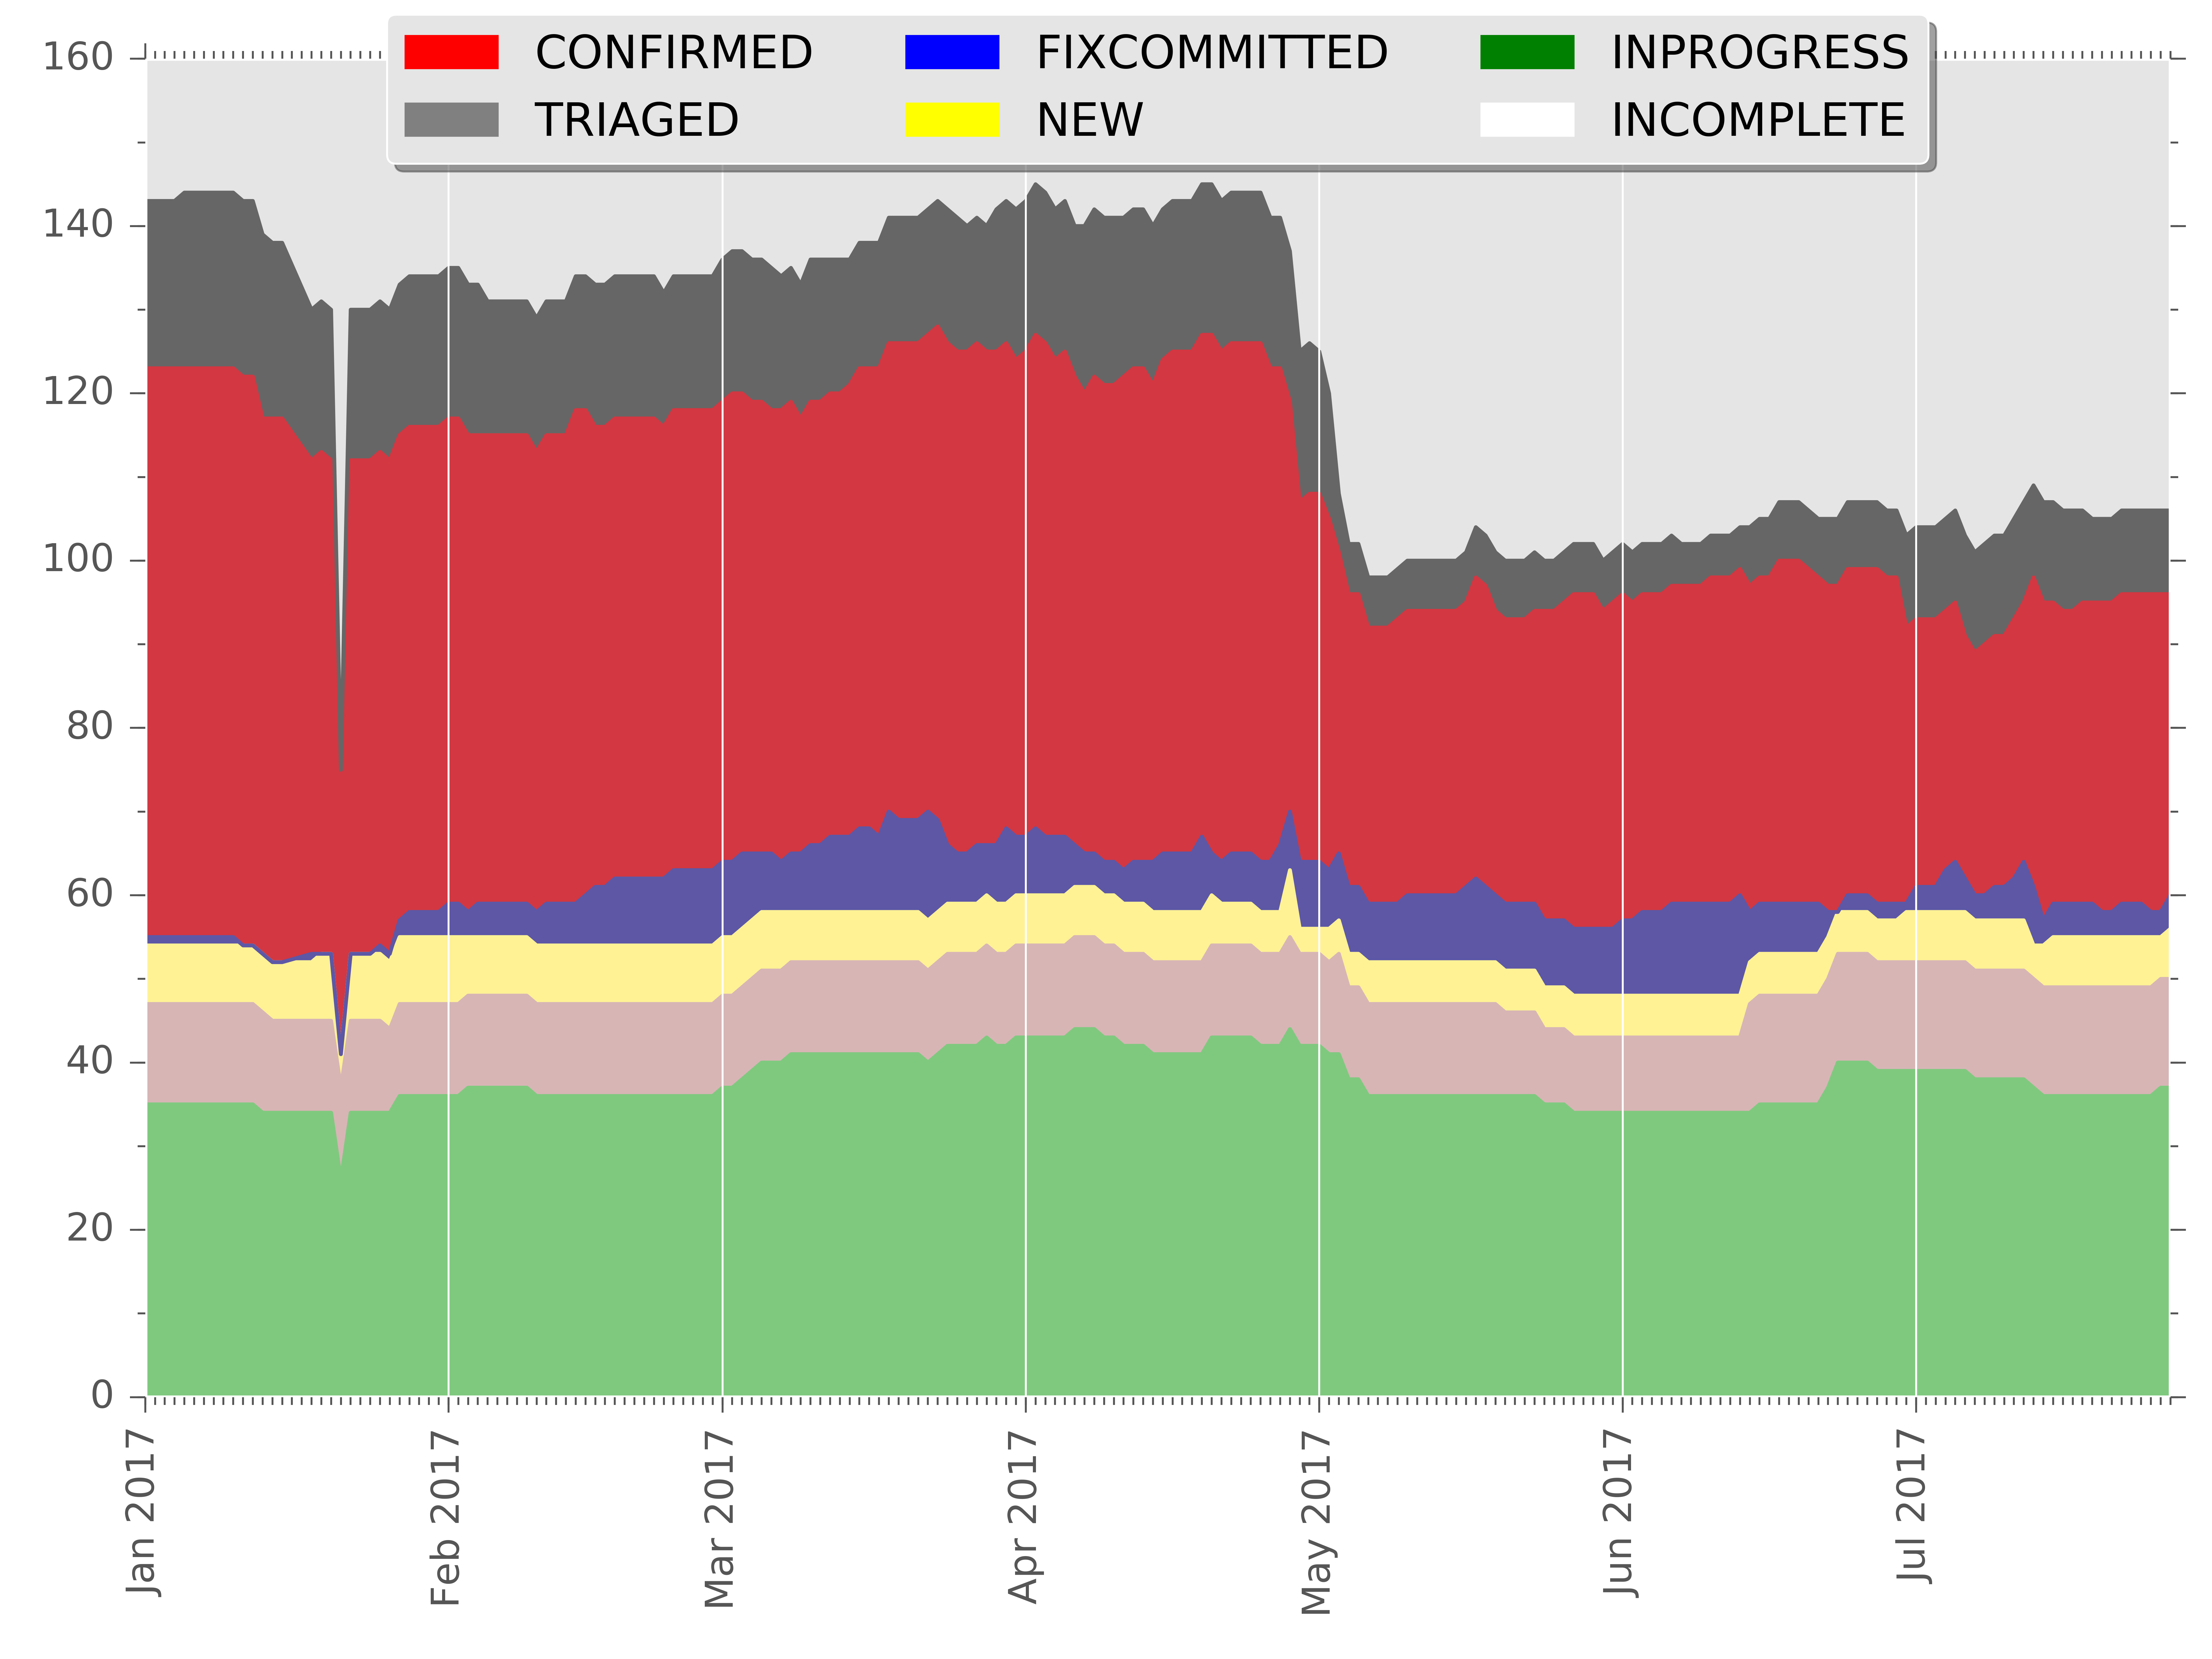 CONFIRMED FIXCOMMITTED INPROGRESS
TRIAGED NEW INCOMPLETE
160
140
120
100
80
60
40
20
0
Jan 2017
Feb 2017
Mar 2017
Apr 2017
May 2017
Jun 2017
Jul 2017